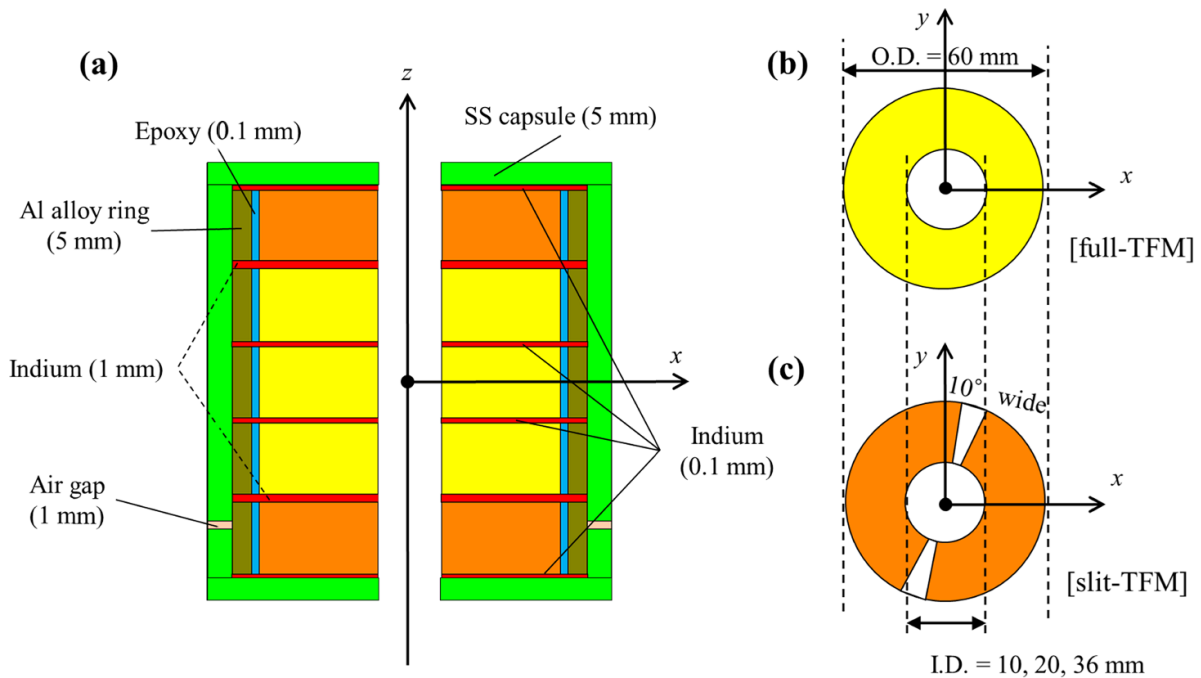 (a)
z
Epoxy (0.1 mm)
SS capsule (5 mm)
Al alloy ring
(5 mm)
x
Indium (1 mm)
Indium
(0.1 mm)
Air gap
(1 mm)
(b)
y
O.D. = 60 mm
x
[full-TFM]
(c)
y
10° wide
x
[slit-TFM]
I.D. = 10, 20, 36 mm